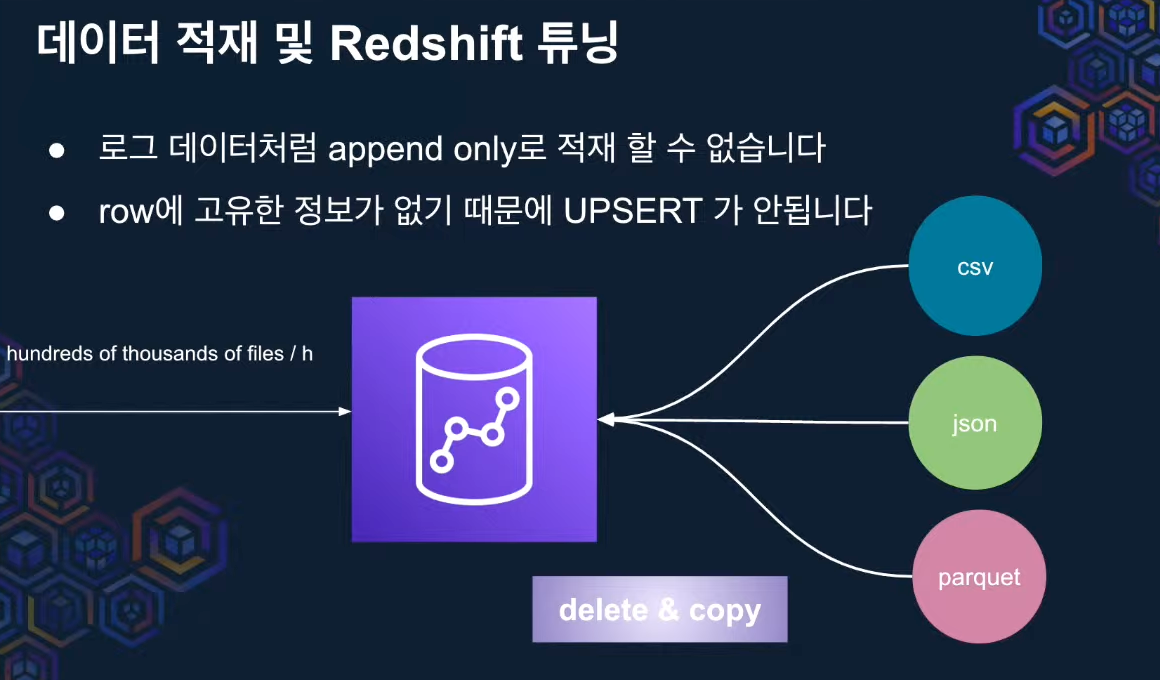 데이터 적재 및 Redshift 튜닝
● 로그 데이터처럼 append only로 적재 할 수 없습니다
● row에 고유한 정보가 없기 때문에 UPSERT 가 안됩니다
csv
hundreds of thousands of files / h
json
parquet
delete & copy